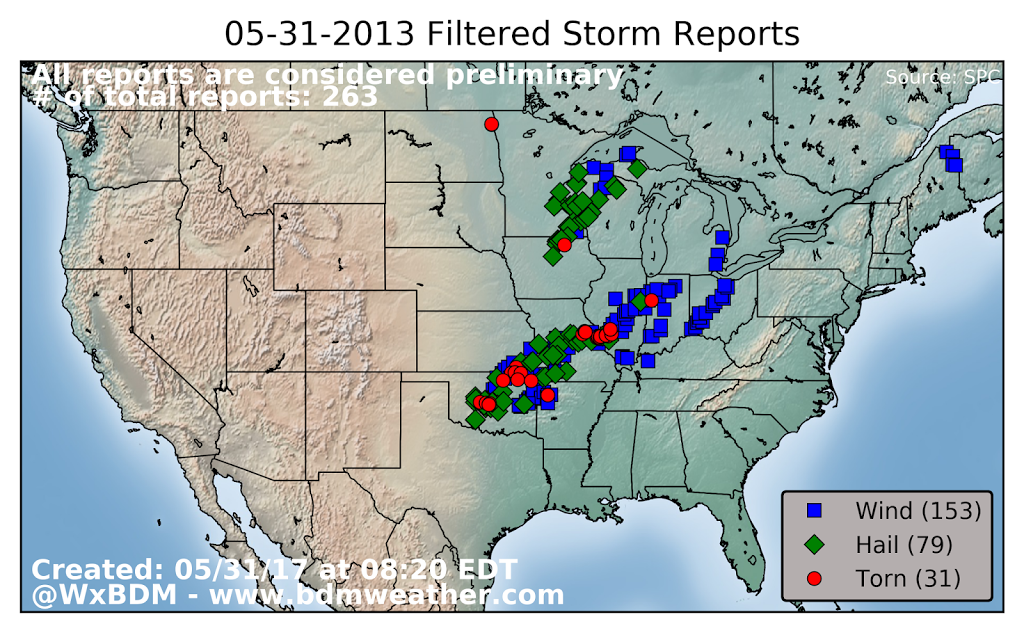 05-31-2013 Filtered Storm Reports
All reports are considered preliminary
# of total reports: 263
Source: SPC
Wind (153)
Hail (79)
Torn (31)
Created: 05/31/17 at 08:20 EDT
@WxBDM - www.bdmweather.com